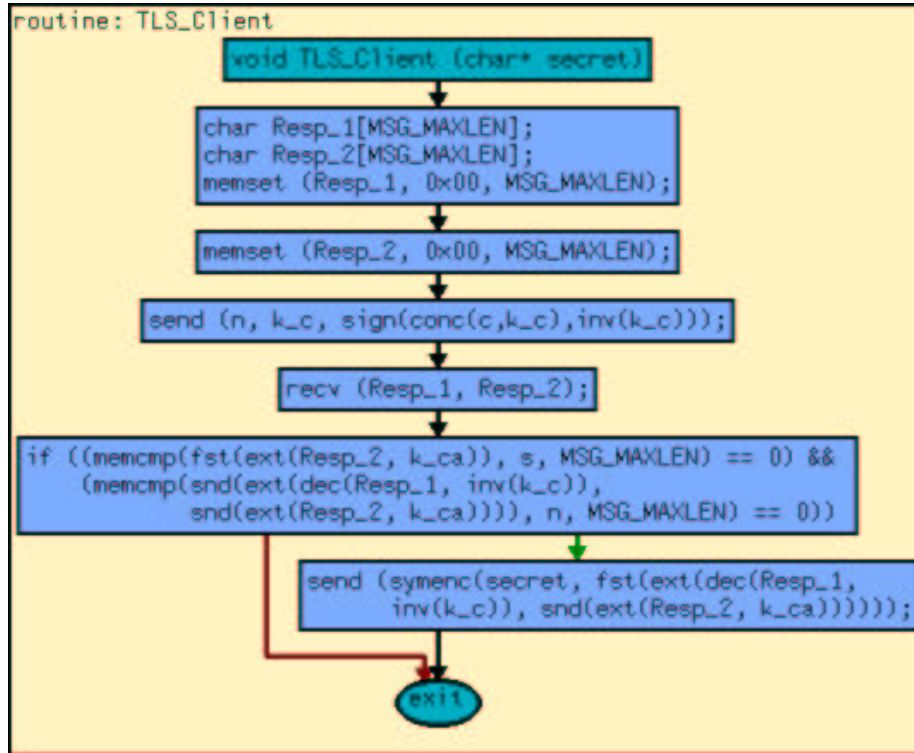 routine: TLS_Client
void TLS_Client (char* secret)
char Resp_1[MSG_MAXLEN];
char Resp_2[MSG_MAXLEN];
memset (Resp_1, 0x00, MSG_MAXLEN);
memset (Resp_2, 0x00, MSG_MAXLEN);
send (n, k_c, sign(conc(c,k_c),inv(k_c)));
recv (Resp_1, Resp_2);
if ((memcmp(fst(ext(Resp_2, k_ca)), s, MSG_MAXLEN) == 0) &&
(memcmp(snd(ext(dec(Resp_1, inv(k_c)),
snd(ext(Resp_2, k_ca)))), n, MSG_MAXLEN) == 0))
send (symenc(secret, fst(ext(dec(Resp_1,
inv(k_c)), snd(ext(Resp_2, k_ca))))));
exit